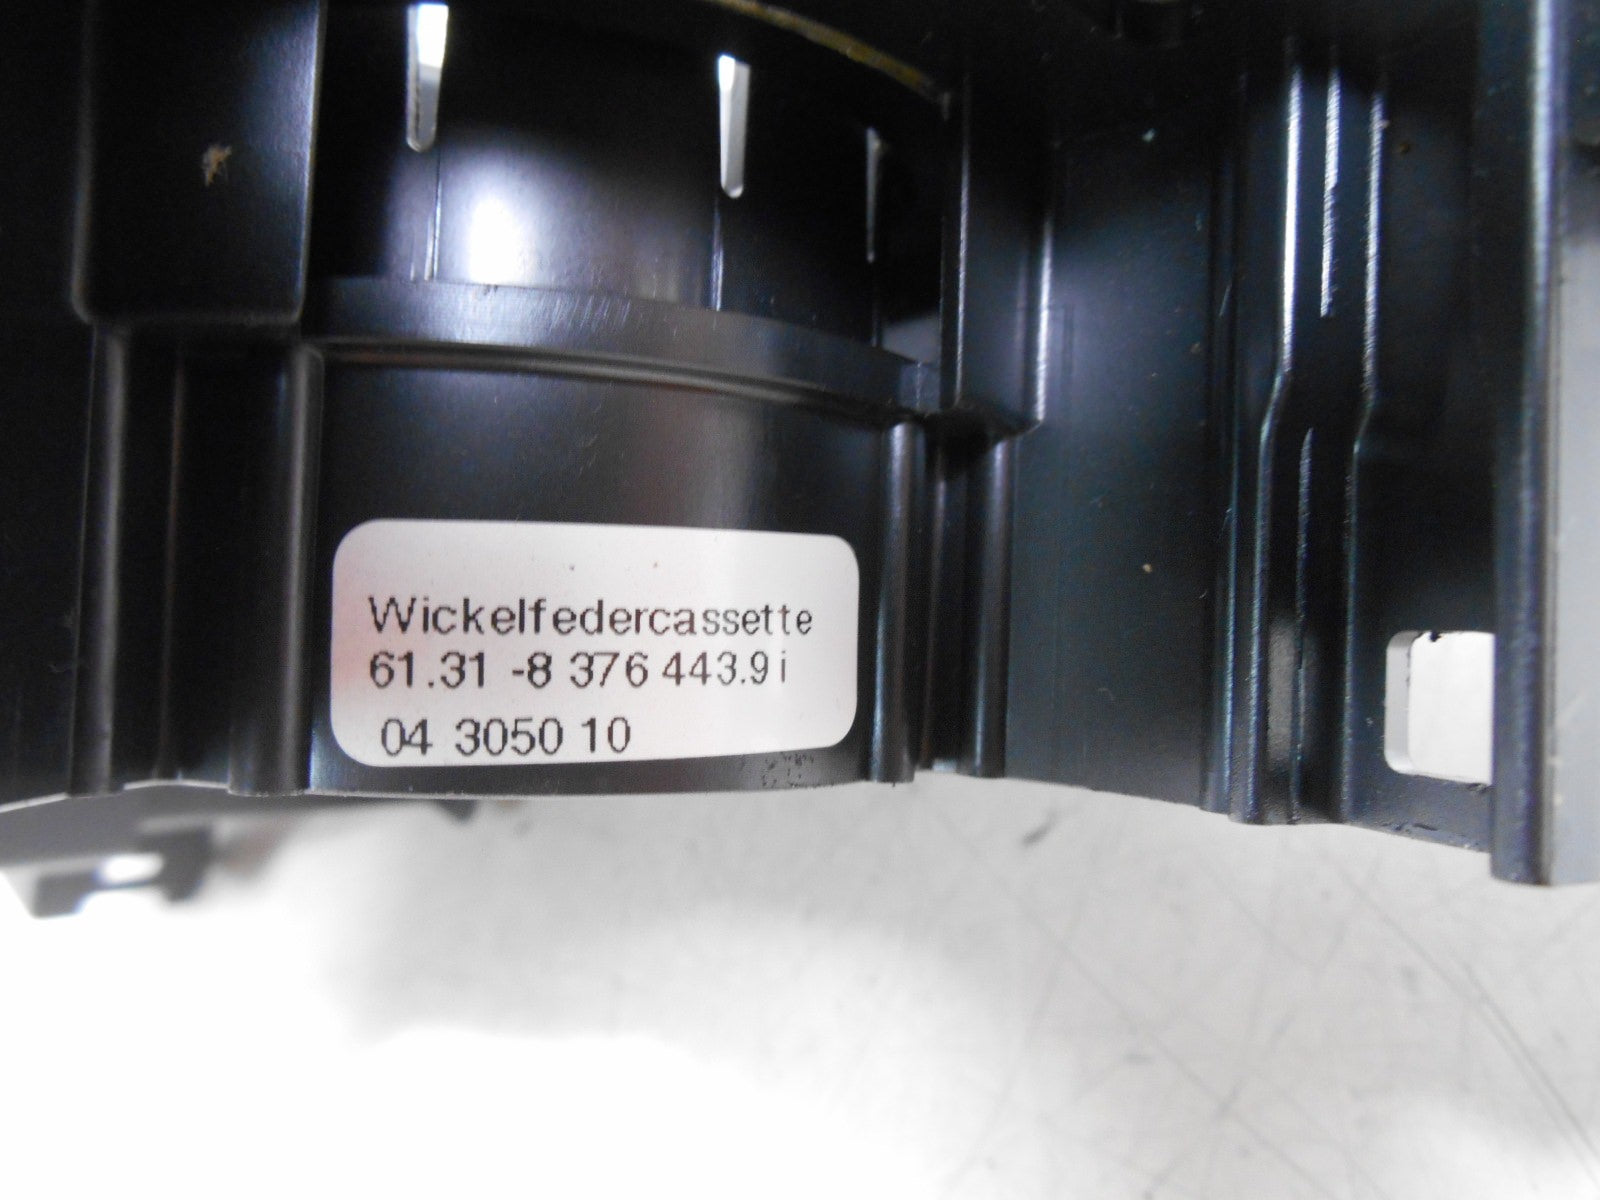 Wickelfedercassette
61.31 -8 376 443.9 i
04 3050 10